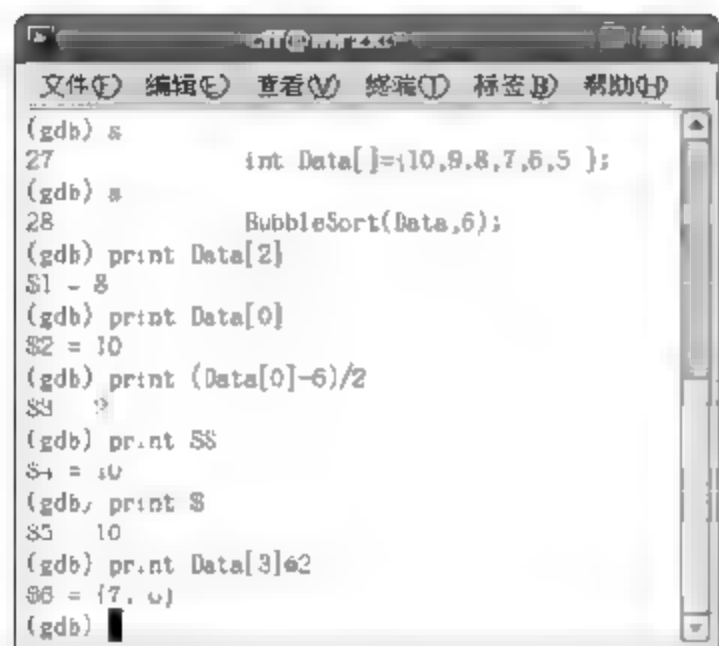 文件(F) 编辑(E) 查看(V) 终端(T) 标签(B) 帮助(H)
(gdb) s
27 int Data[]={10,9,8,7,6,5 };
(gdb) s
28 BubbleSort(Data,6);
(gdb) print Data[2]
$1 = 8
(gdb) print Data[0]
$2 = 10
(gdb) print (Data[0]-6)/2
$3 = 2
(gdb) print $$
$4 = 10
(gdb) print $
$5 = 10
(gdb) print Data[3]@2
$6 = {7, 6}
(gdb)